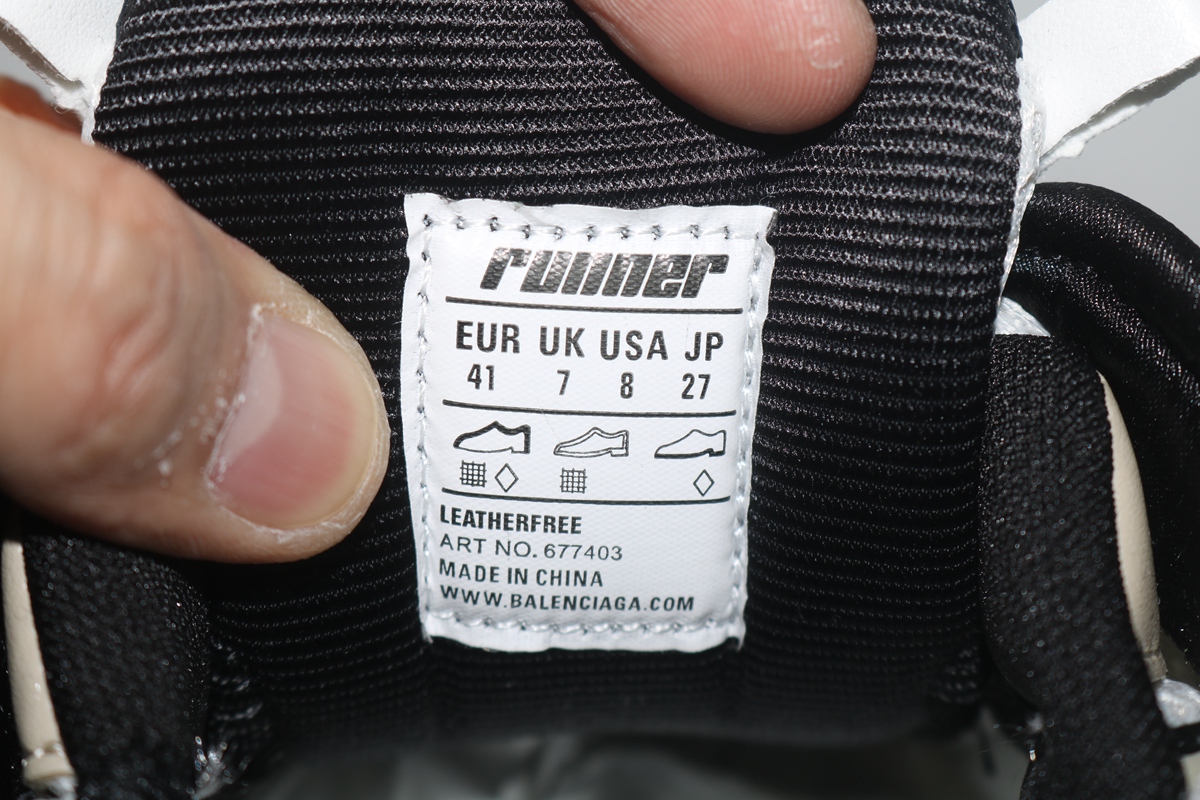 runner
EUR UK USA JP
41 7 8 27
LEATHERFREE
ART NO. 677403
MADE IN CHINA
WWW.BALENCIAGA.COM